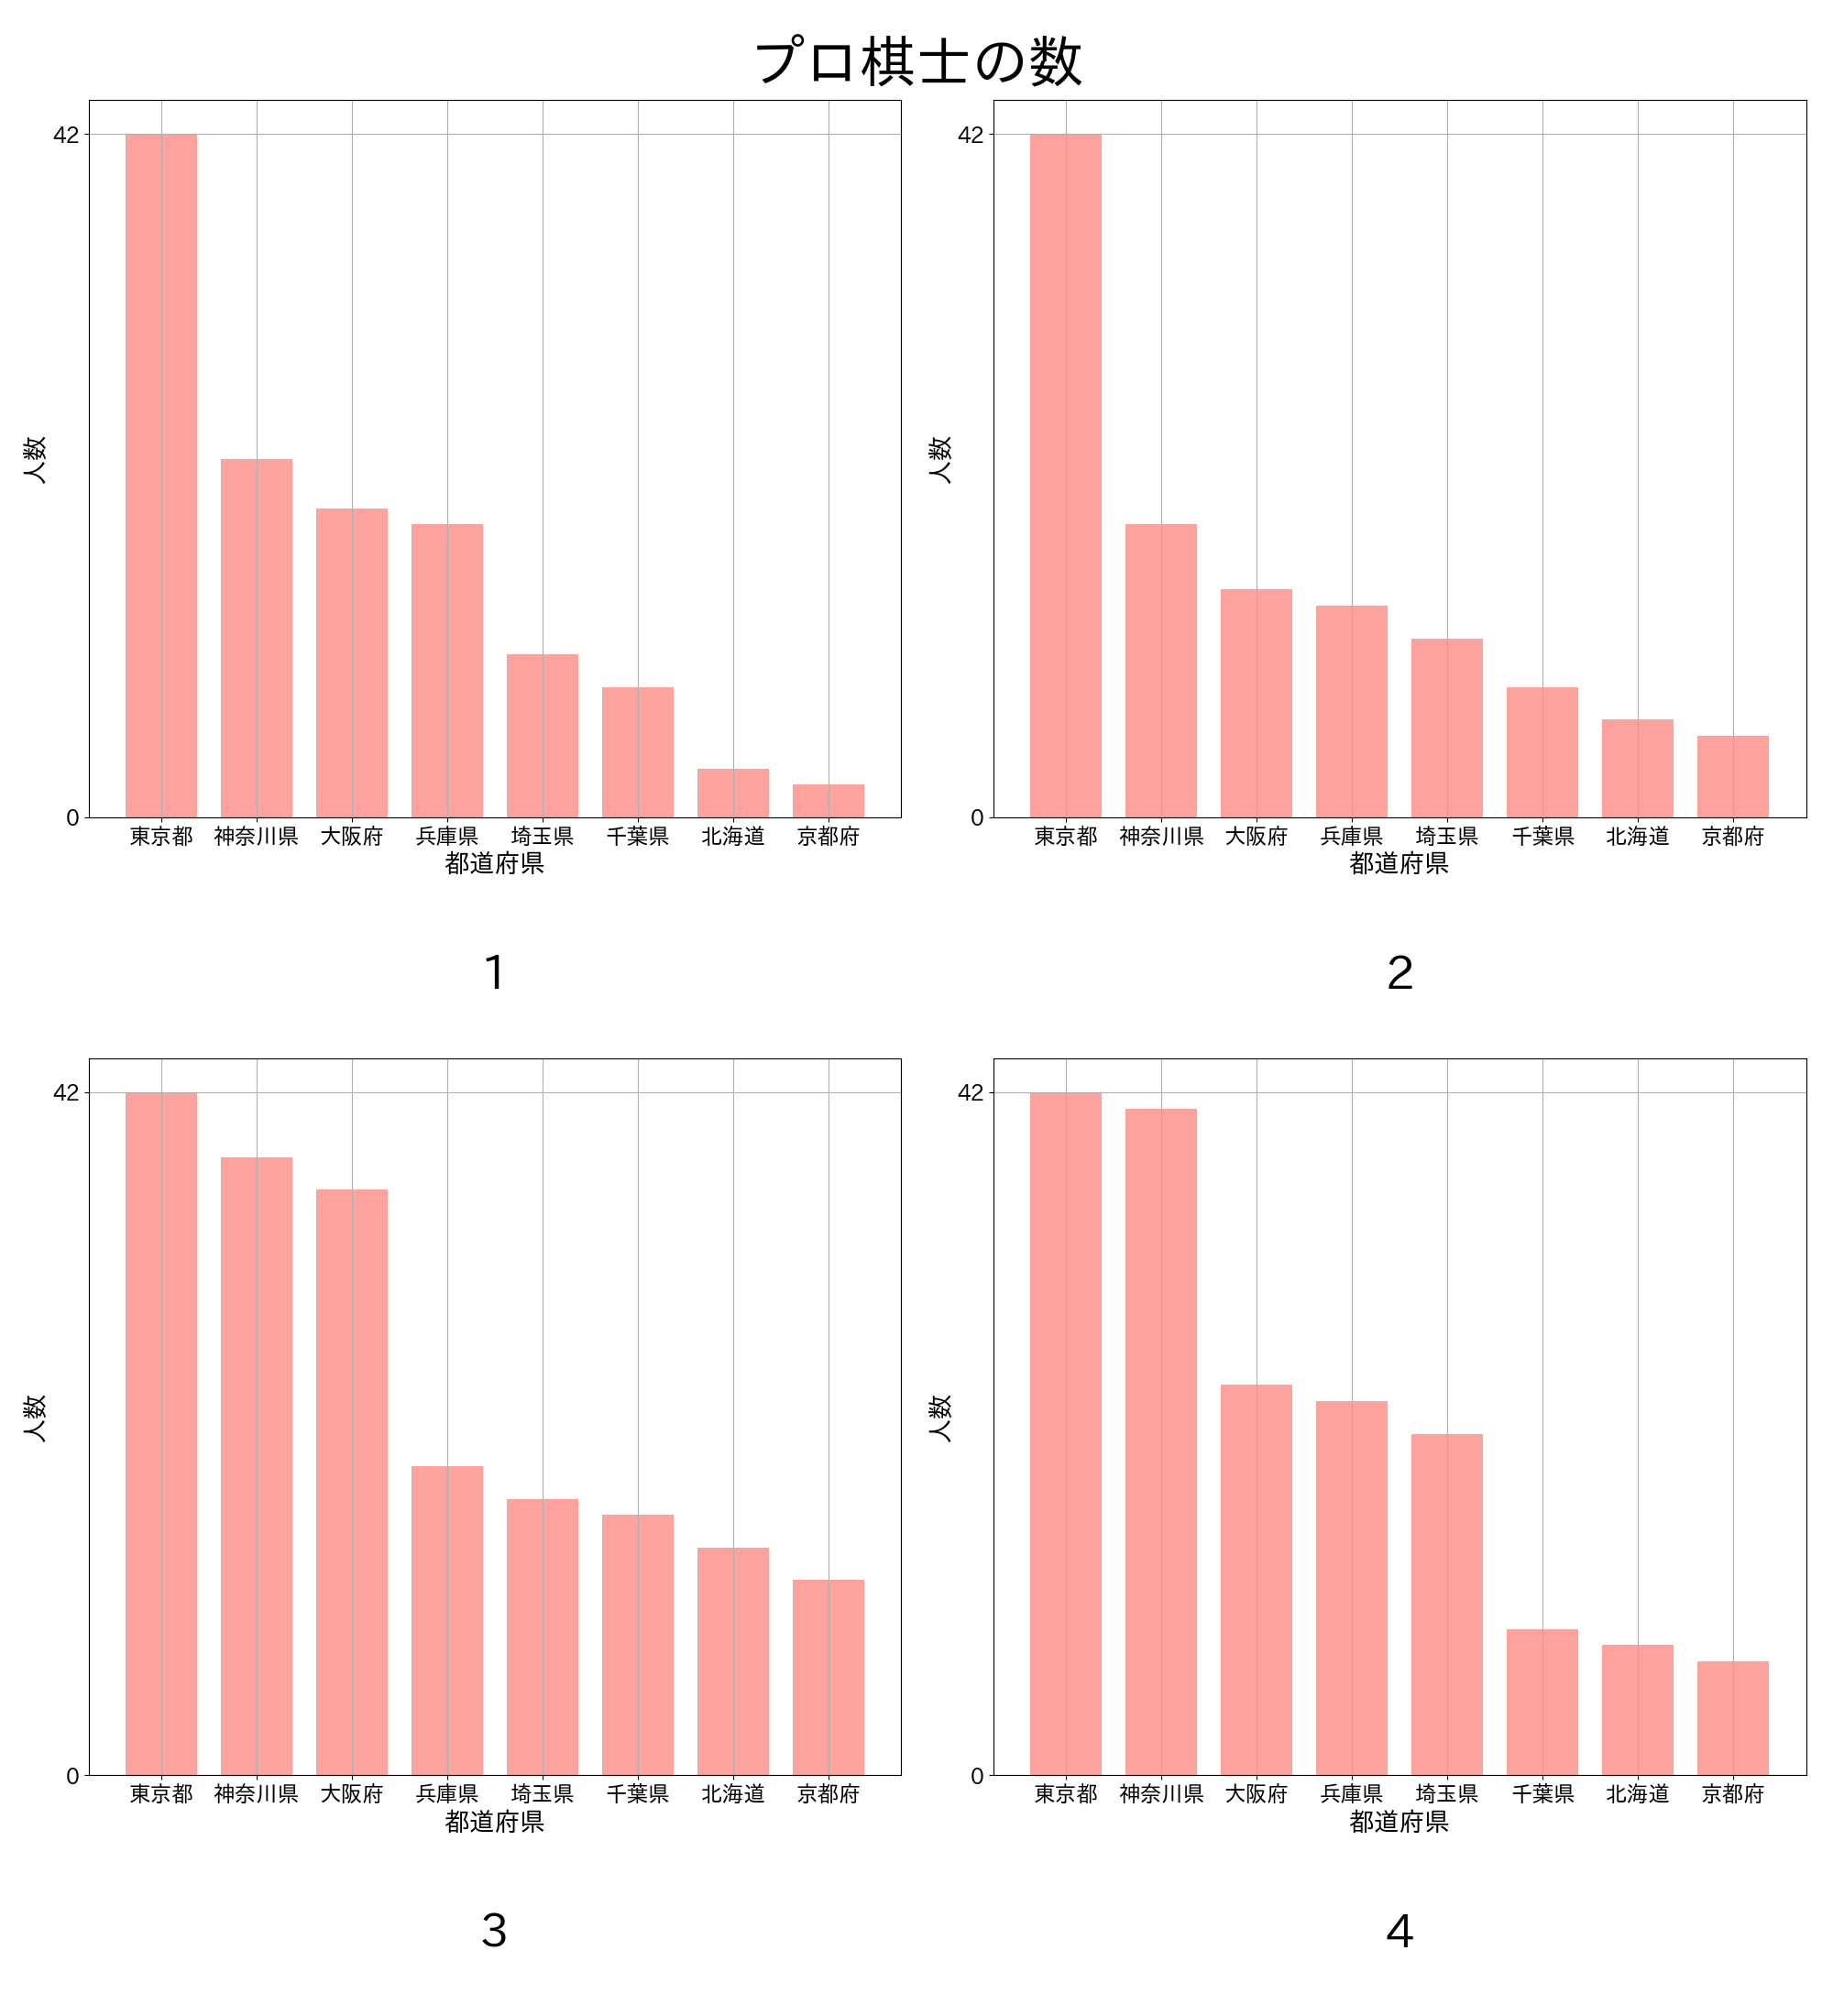 プロ棋士の数
42
0
人数
東京都 神奈川県 大阪府 兵庫県 埼玉県 千葉県 北海道 京都府
都道府県
1
42
0
人数
東京都 神奈川県 大阪府 兵庫県 埼玉県 千葉県 北海道 京都府
都道府県
2
42
0
人数
東京都 神奈川県 大阪府 兵庫県 埼玉県 千葉県 北海道 京都府
都道府県
3
42
0
人数
東京都 神奈川県 大阪府 兵庫県 埼玉県 千葉県 北海道 京都府
都道府県
4